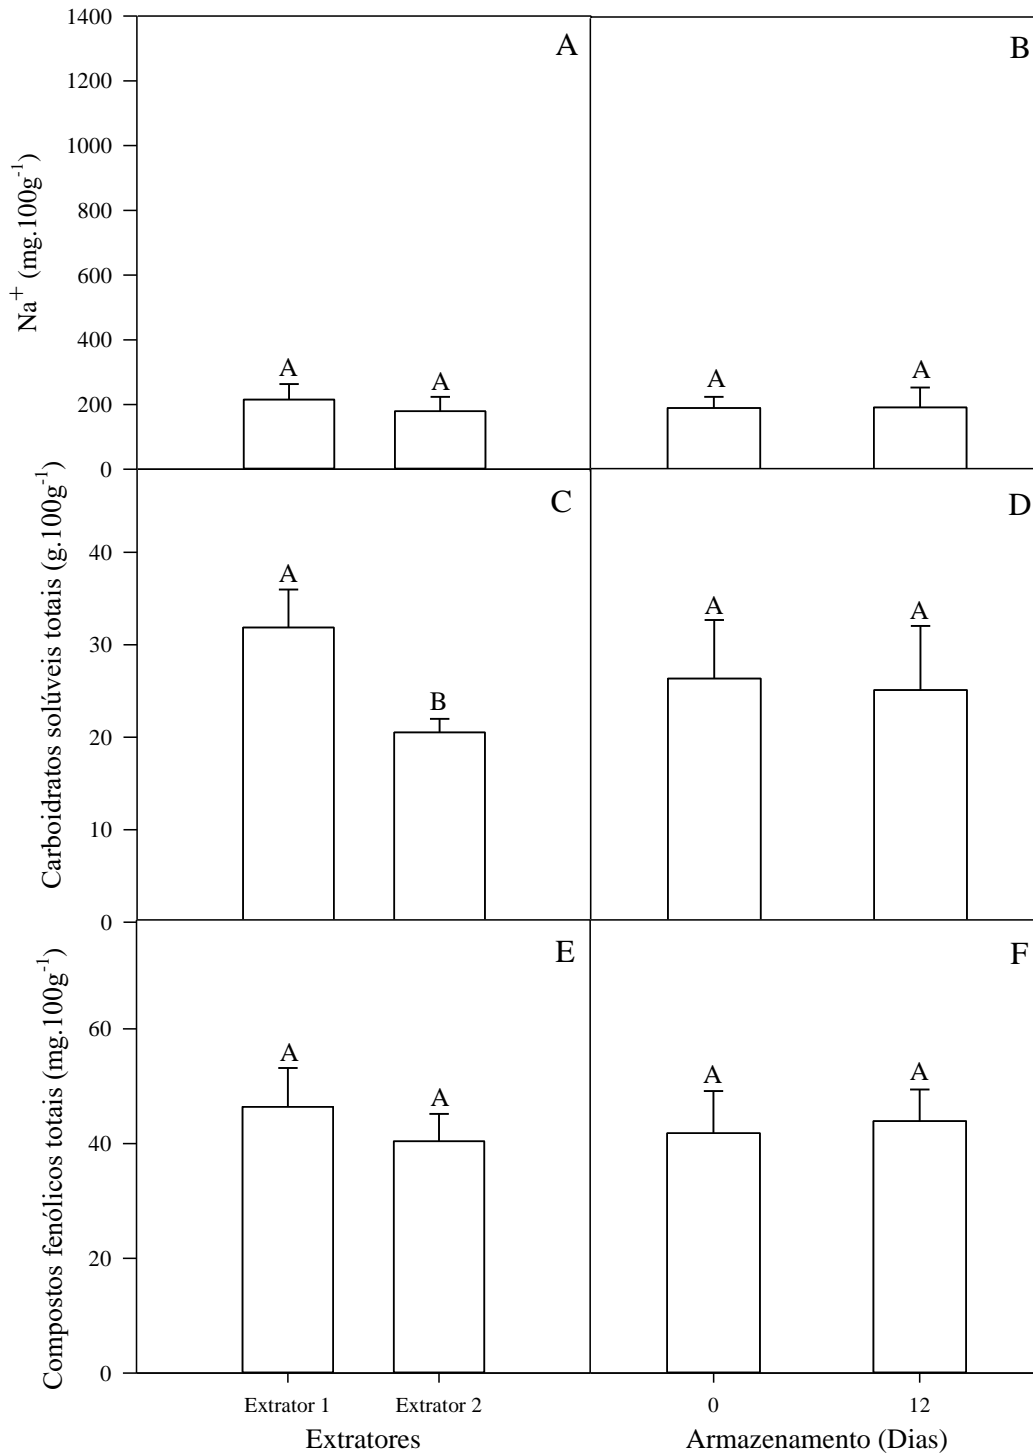 1400
1200
1000
800
600
400
200
0
Na+ (mg.100g-1)
A
A
A
B
A
A
Carboidratos solúveis totais (g.100g-1)
40
30
20
10
0
C
A
B
D
A
A
Compostos fenólicos totais (mg.100g-1)
60
40
20
0
E
A
A
F
A
A
Extrator 1 Extrator 2
0 12
Extratores
Armazenamento (Dias)